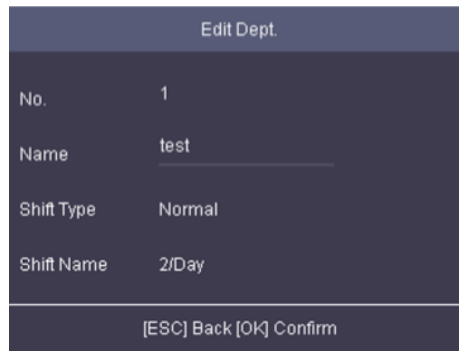 Edit Dept.
No. 1
Name test
Shift Type Normal
Shift Name 2/Day
[ESC] Back [OK] Confirm